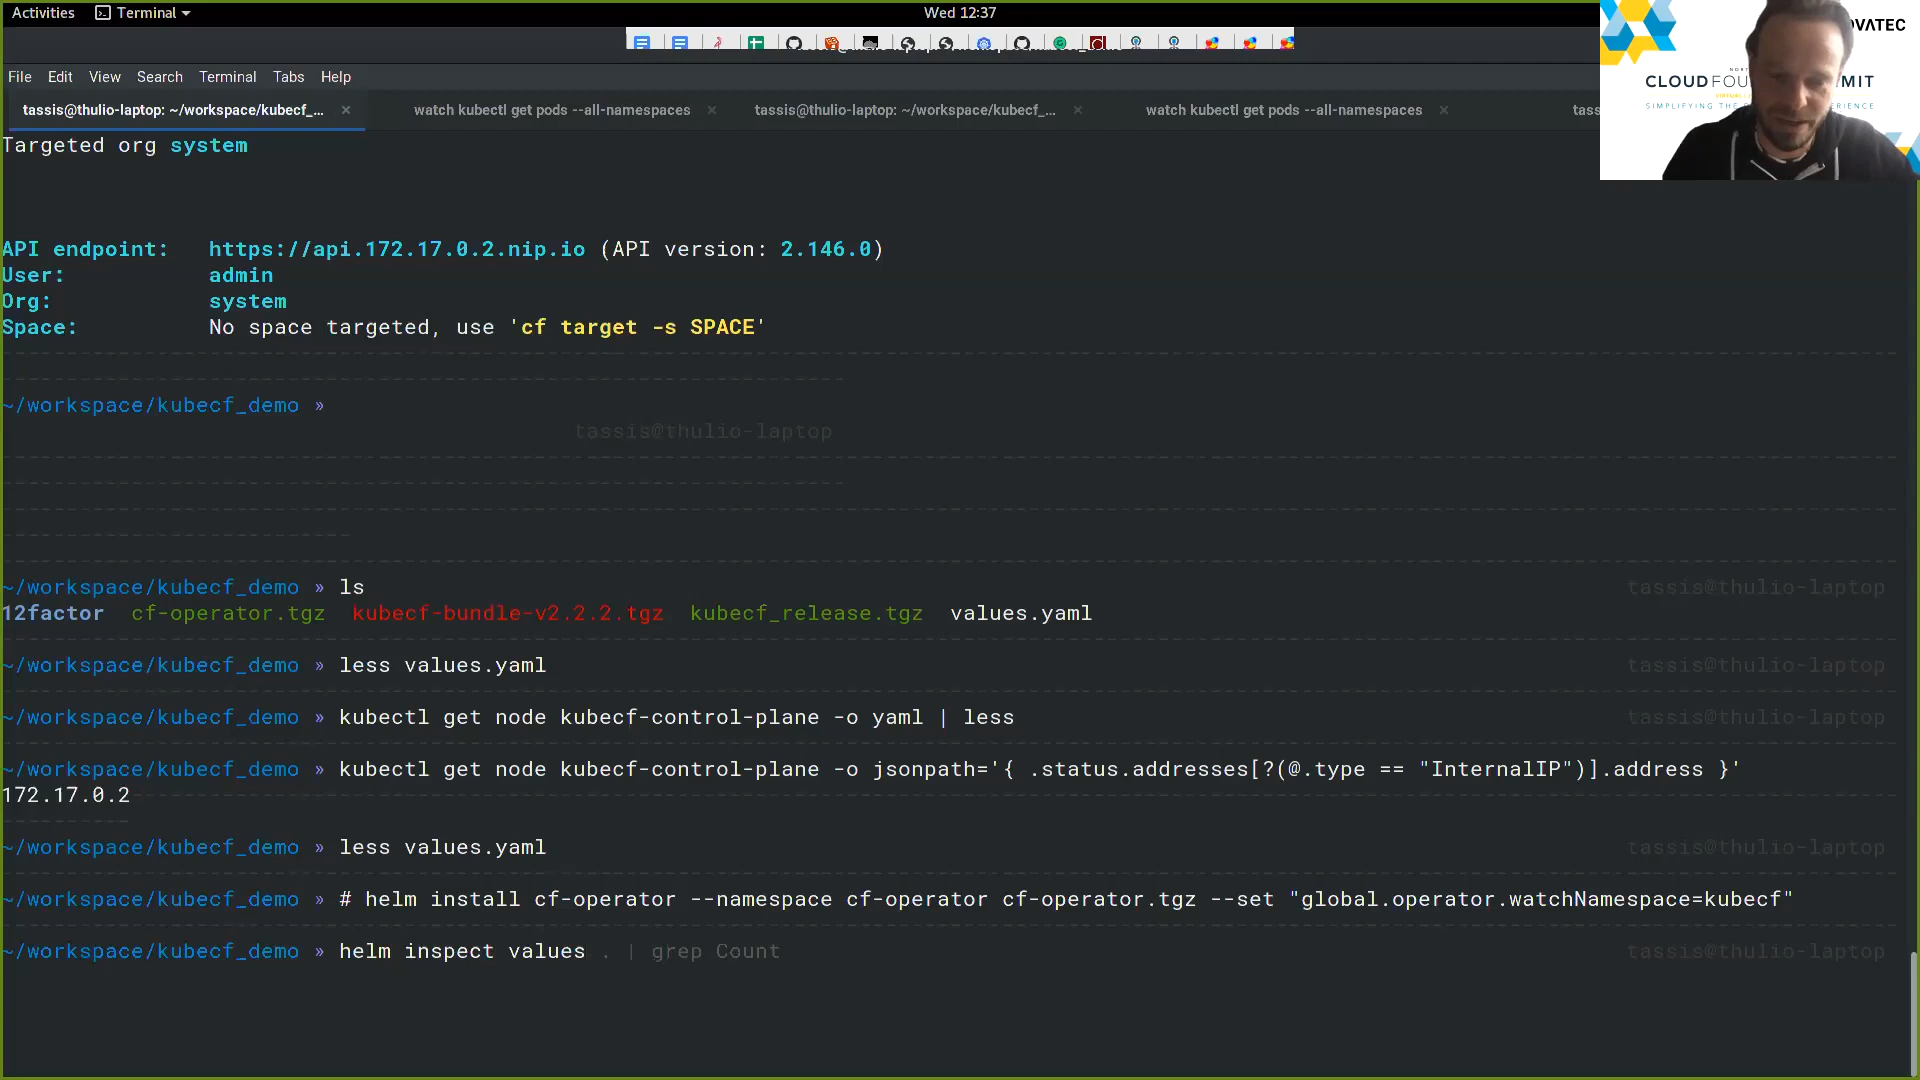 Activities Terminal Wed 12:37
File Edit View Search Terminal Tabs Help
tassis@thulio-laptop: ~/workspace/kubecf_... × watch kubectl get pods --all-namespaces × tassis@thulio-laptop: ~/workspace/kubecf_... × watch kubectl get pods --all-namespaces × tass
OVATEC
CLOUD FOU MIT
Targeted org system
API endpoint: https://api.172.17.0.2.nip.io (API version: 2.146.0)
User: admin
Org: system
Space: No space targeted, use 'cf target -s SPACE'
~/workspace/kubecf_demo »
tassis@thulio-laptop
~/workspace/kubecf_demo » ls tassis@thulio-laptop
12factor cf-operator.tgz kubecf-bundle-v2.2.2.tgz kubecf_release.tgz values.yaml
~/workspace/kubecf_demo » less values.yaml tassis@thulio-laptop
~/workspace/kubecf_demo » kubectl get node kubecf-control-plane -o yaml | less tassis@thulio-laptop
~/workspace/kubecf_demo » kubectl get node kubecf-control-plane -o jsonpath='{ .status.addresses[?(@.type == "InternalIP")].address }'
172.17.0.2
~/workspace/kubecf_demo » less values.yaml tassis@thulio-laptop
~/workspace/kubecf_demo » # helm install cf-operator --namespace cf-operator cf-operator.tgz --set "global.operator.watchNamespace=kubecf"
~/workspace/kubecf_demo » helm inspect values . | grep Count tassis@thulio-laptop